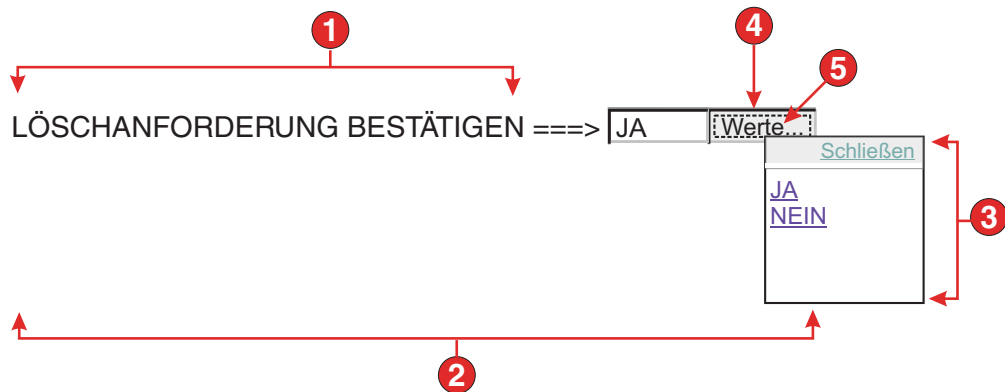 1
4
5
LÖSCHANFORDERUNG BESTÄTIGEN ===> JA Werte...
Schließen
JA
NEIN
3
2